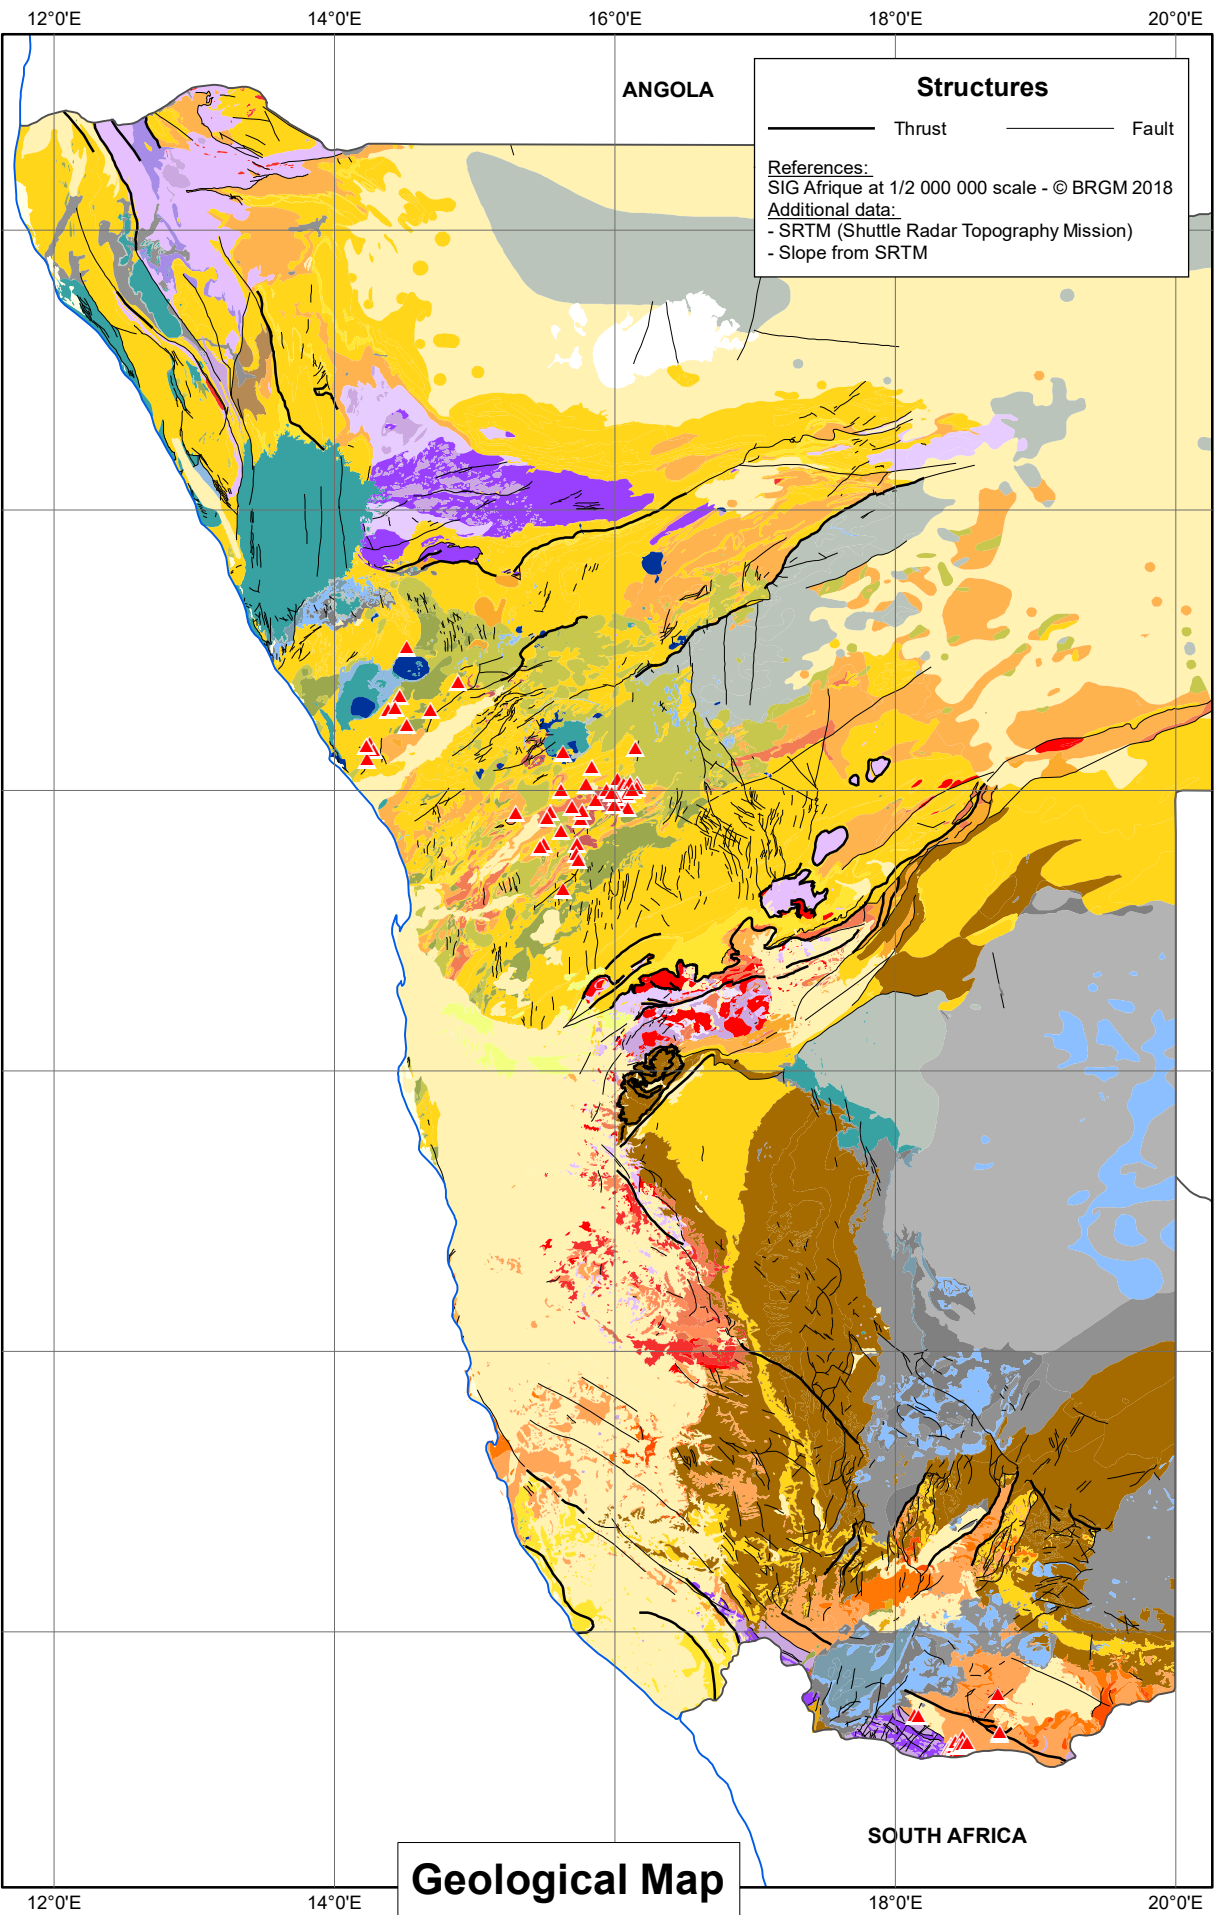 12°0'E 14°0'E 16°0'E 18°0'E 20°0'E
ANGOLA
Structures
Thrust Fault
References:
SIG Afrique at 1/2 000 000 scale - © BRGM 2018
Additional data:
- SRTM (Shuttle Radar Topography Mission)
- Slope from SRTM
SOUTH AFRICA
Geological Map
12°0'E 14°0'E 18°0'E 20°0'E